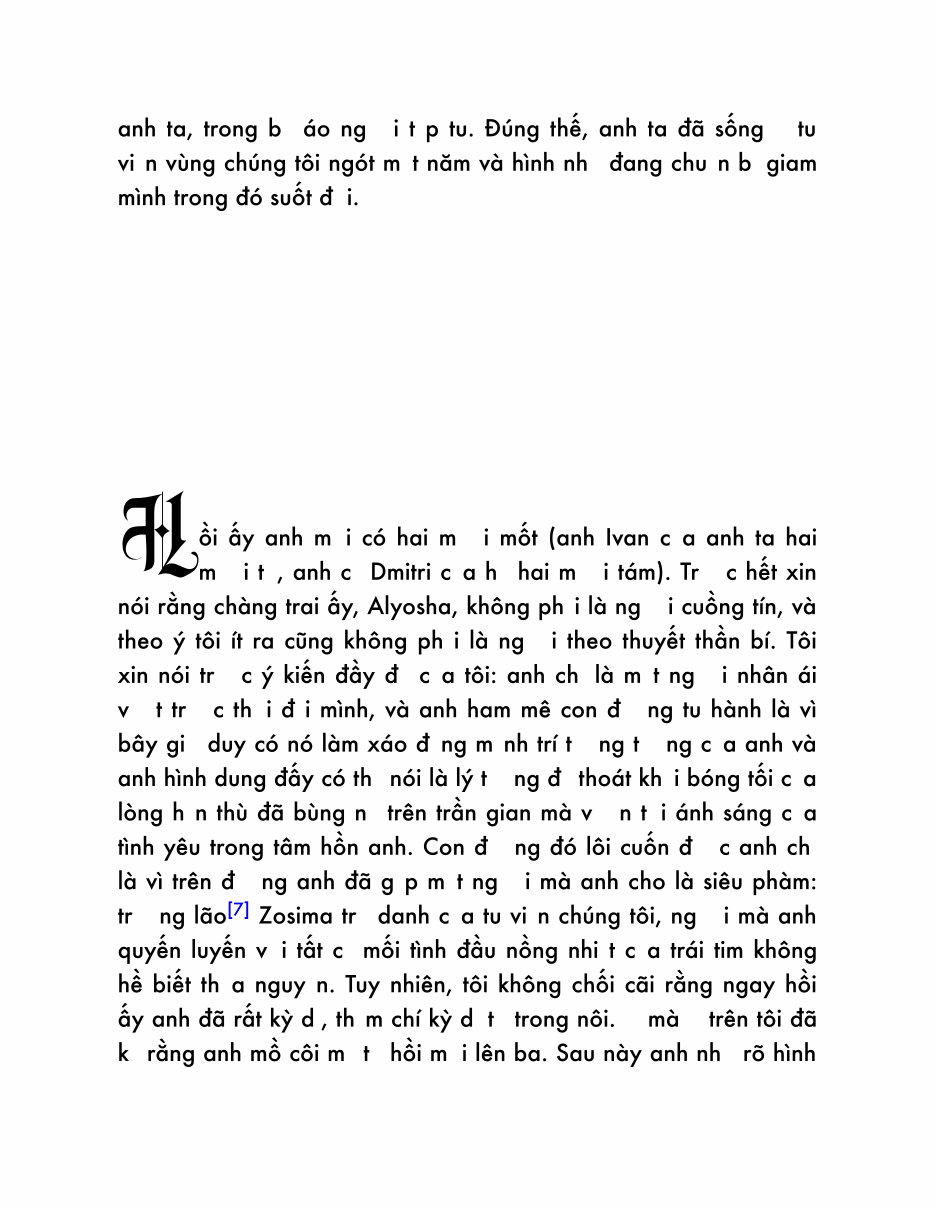 anh ta, trong b áo ng i t p tu. Đúng thế, anh ta đã sống tu
vi n vùng chúng tôi ngót m t năm và hình nh đang chu n b giam
mình trong đó suốt đ i.
Hồi ấy anh m i có hai m i mốt (anh Ivan c a anh ta hai
m i t , anh c Dmitri c a h hai m i tám). Tr c hết xin
nói rằng chàng trai ấy, Alyosha, không ph i là ng i cuồng tín, và
theo ý tôi ít ra cũng không ph i là ng i theo thuyết thần bí. Tôi
xin nói tr c ý kiến đầy đ c a tôi: anh ch là m t ng i nhân ái
v t tr c th i đ i mình, và anh ham mê con đ ng tu hành là vì
bây gi duy có nó làm xáo đ ng m nh trí t ng t ng c a anh và
anh hình dung đấy có th nói là lý t ng đ thoát kh i bóng tối c a
lòng h n thù đã bùng n trên trần gian mà v n t i ánh sáng c a
tình yêu trong tâm hồn anh. Con đ ng đó lôi cuốn đ c anh ch
là vì trên đ ng anh đã g p m t ng i mà anh cho là siêu phàm:
tr ng lão[7] Zosima tr danh c a tu vi n chúng tôi, ng i mà anh
quyến luyến v i tất c mối tình đầu nồng nhi t c a trái tim không
hề biết th a nguy n. Tuy nhiên, tôi không chối cãi rằng ngay hồi
ấy anh đã rất kỳ d , th m chí kỳ d t trong nôi. mà trên tôi đã
k rằng anh mồ côi m t hồi m i lên ba. Sau này anh nh rõ hình